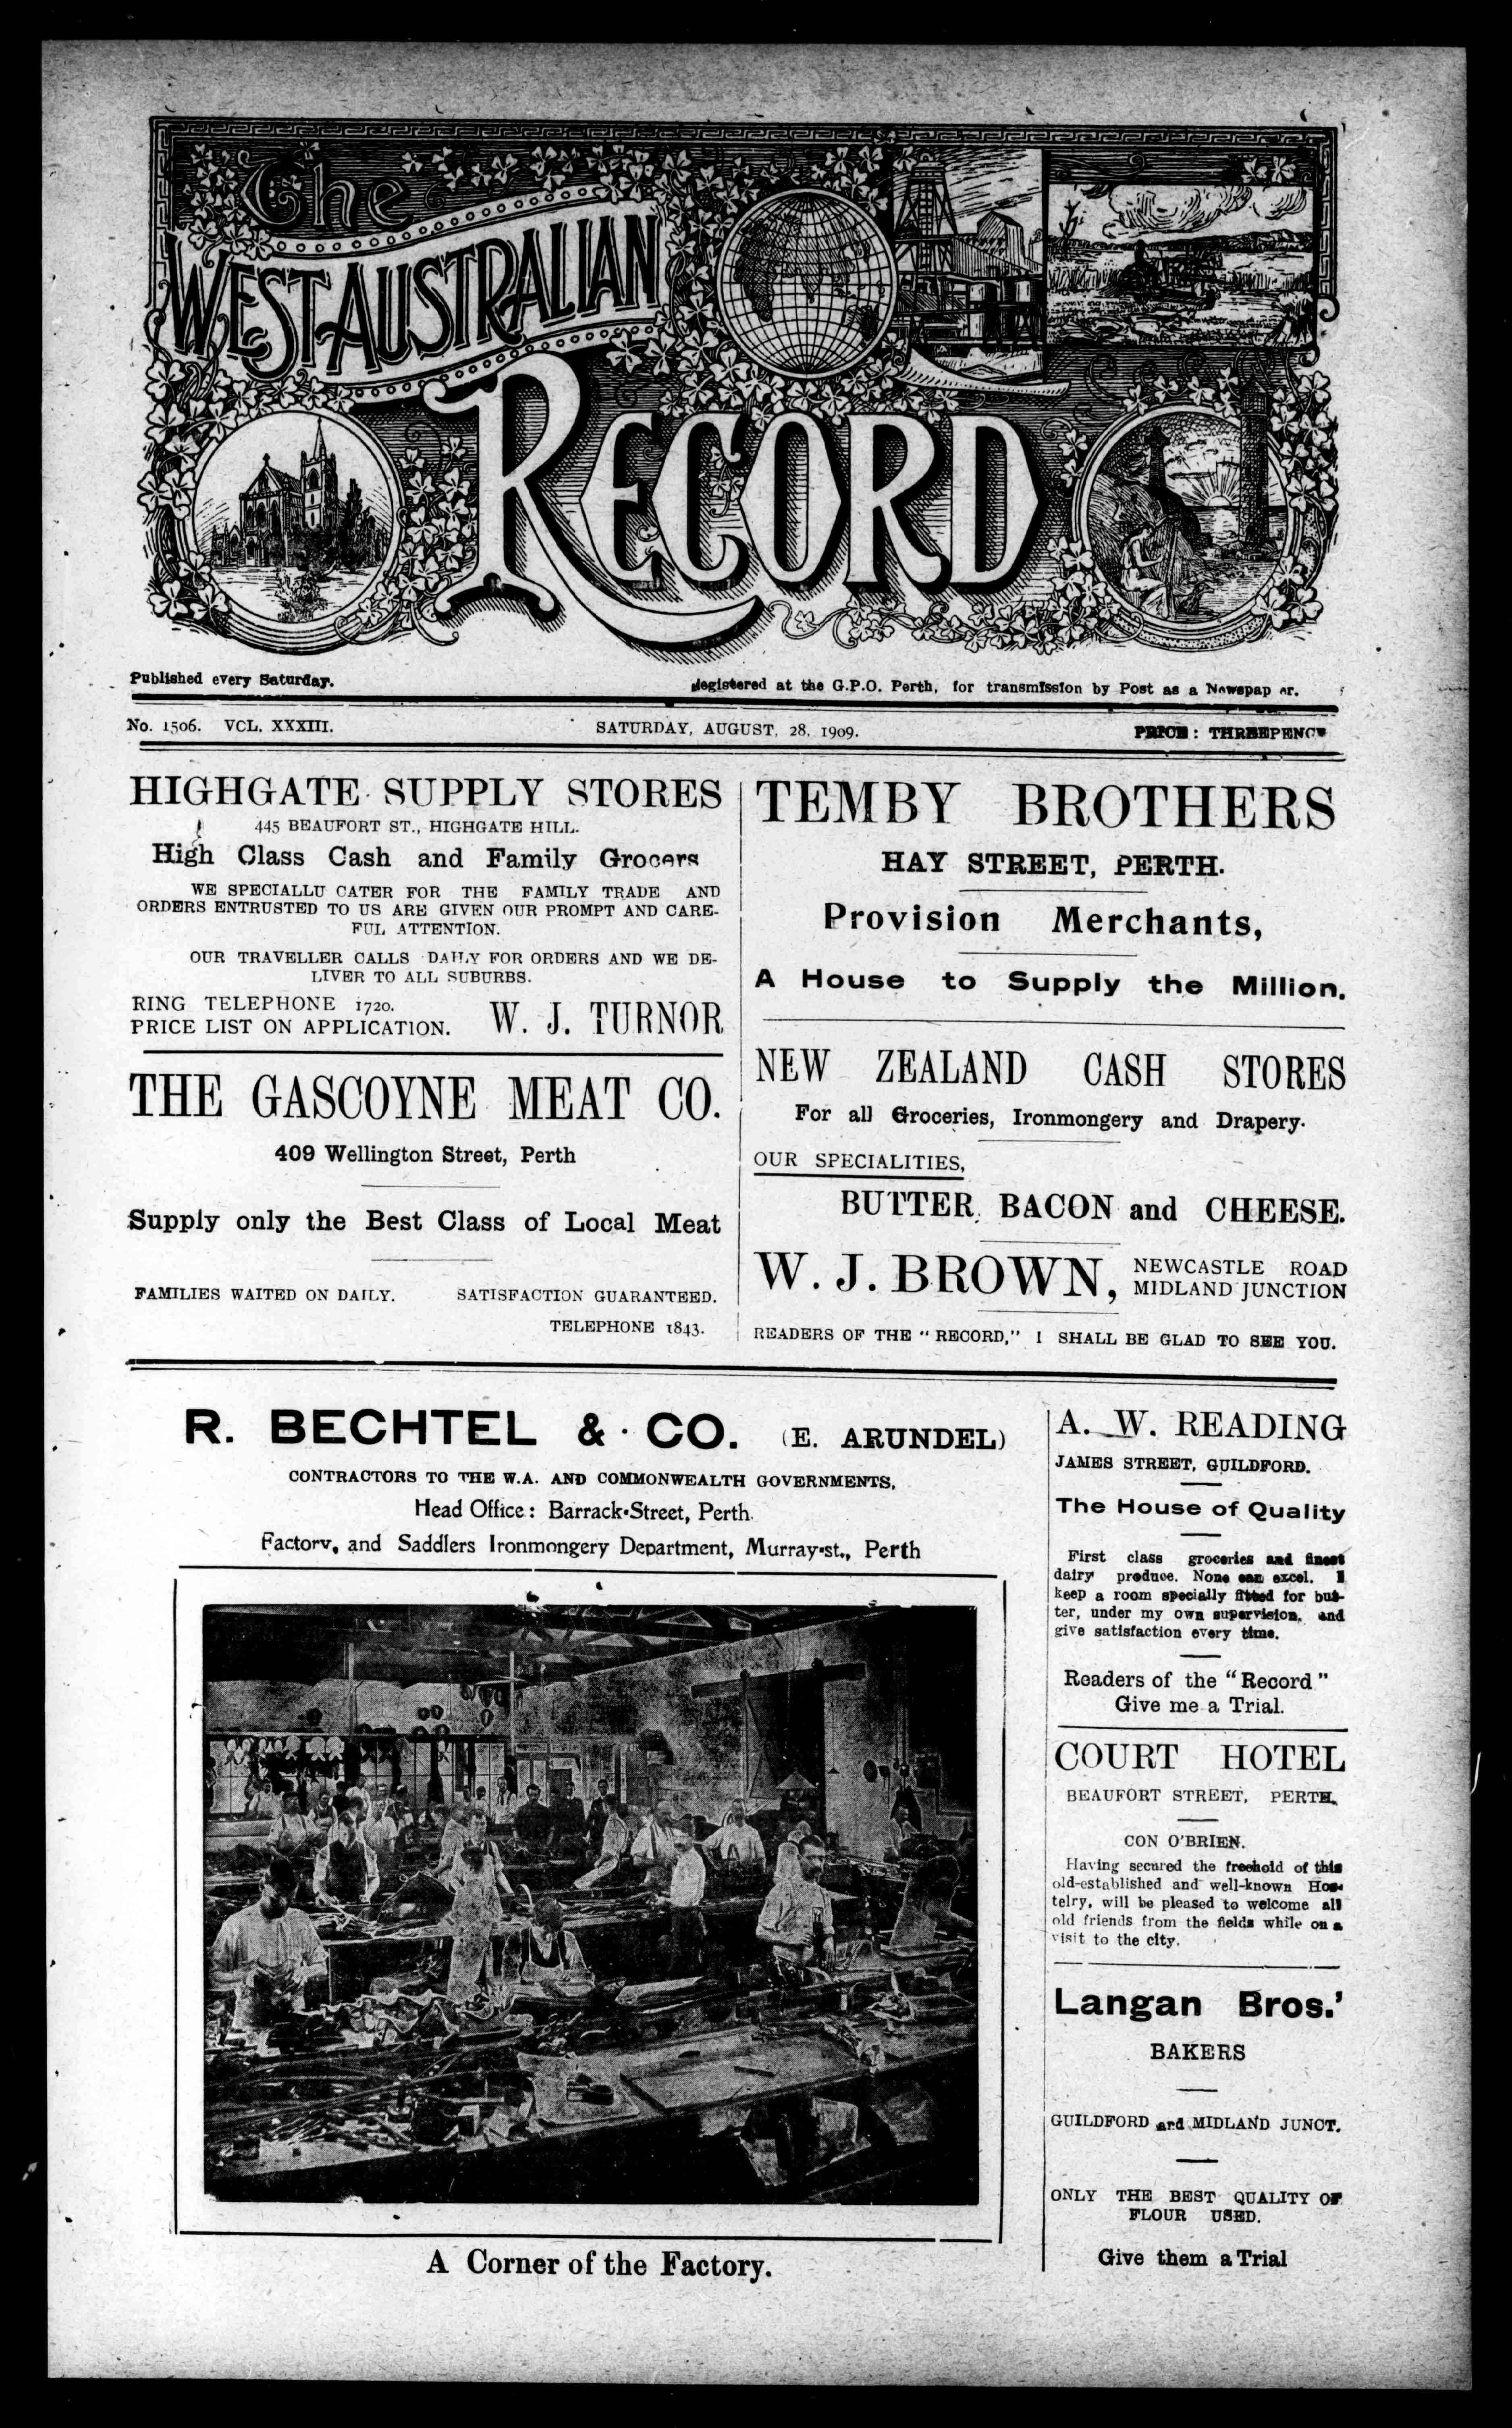 The
WEST AUSTRALIAN
RECORD
Published every Saturday.
Registered at the G.P.O. Perth, for transmission by Post as a Newspap er.
No. 1506. VCL. XXXIII.
SATURDAY, AUGUST, 28, 1909.
PRICE: THREEPENCE
HIGHGATE SUPPLY STORES
445 BEAUFORT ST., HIGHGATE HILL.
High Class Cash and Family Grocers
WE SPECIALLU CATER FOR THE FAMILY TRADE AND
ORDERS ENTRUSTED TO US ARE GIVEN OUR PROMPT AND CARE-
FUL ATTENTION.
OUR TRAVELLER CALLS DAILY FOR ORDERS AND WE DE-
LIVER TO ALL SUBURBS.
RING TELEPHONE 1720.
PRICE LIST ON APPLICATION.
W. J. TURNOR
THE GASCOYNE MEAT CO.
409 Wellington Street, Perth
Supply only the Best Class of Local Meat
FAMILIES WAITED ON DAILY. SATISFACTION GUARANTEED.
TELEPHONE 1843.
TEMBY BROTHERS
HAY STREET, PERTH.
Provision Merchants,
A House to Supply the Million.
NEW ZEALAND CASH STORES
For all Groceries, Ironmongery and Drapery.
OUR SPECIALITIES,
BUTTER, BACON and CHEESE.
W. J. BROWN,
NEWCASTLE ROAD
MIDLAND JUNCTION
READERS OF THE "RECORD," I SHALL BE GLAD TO SEE YOU.
R. BECHTEL & CO. (E. ARUNDEL)
CONTRACTORS TO THE W.A. AND COMMONWEALTH GOVERNMENTS.
Head Office: Barrack-Street, Perth.
Factory, and Saddlers Ironmongery Department, Murray-st., Perth
A Corner of the Factory.
A. W. READING
JAMES STREET, GUILDFORD.
The House of Quality
First class groceries and finest
dairy produce. None can excel. I
keep a room specially fitted for but-
ter, under my own supervision, and
give satisfaction every time.
Readers of the "Record"
Give me a Trial.
COURT HOTEL
BEAUFORT STREET, PERTH.
CON O'BRIEN.
Having secured the freehold of this
old-established and well-known Hos-
telry, will be pleased to welcome all
old friends from the fields while on a
visit to the city.
Langan Bros.'
BAKERS
GUILDFORD and MIDLAND JUNCT.
ONLY THE BEST QUALITY OF
FLOUR USED.
Give them a Trial